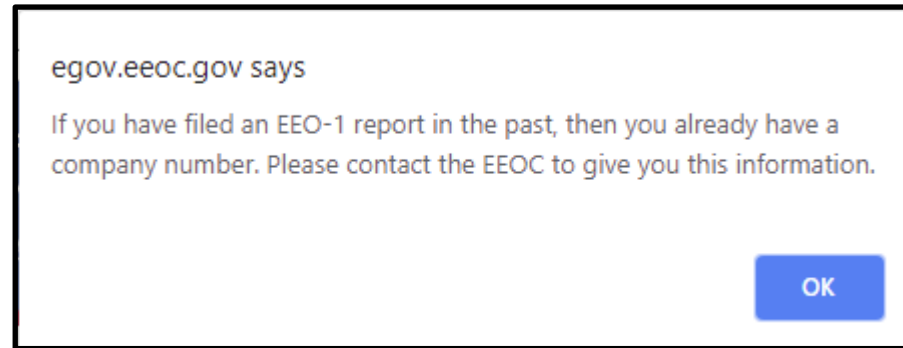 egov.eeoc.gov says
If you have filed an EEO-1 report in the past, then you already have a
company number. Please contact the EEOC to give you this information.
OK